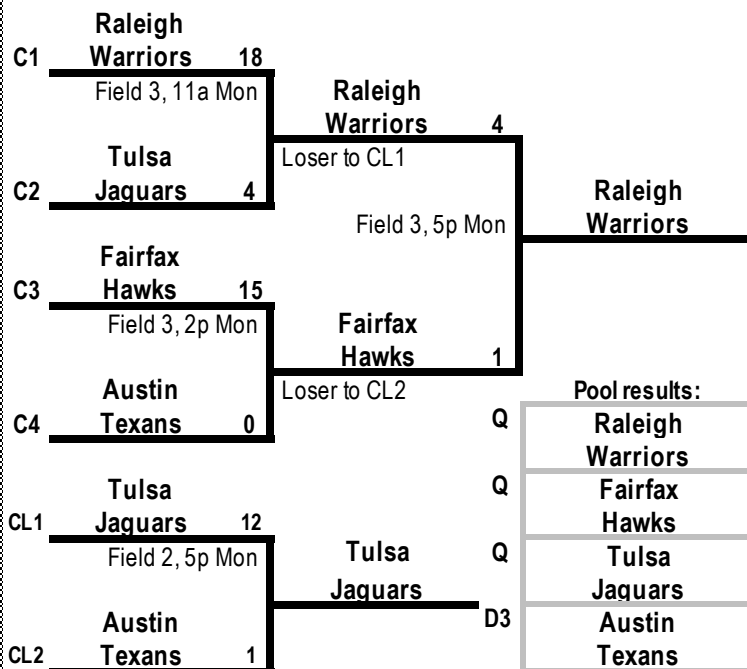 Raleigh
C1 Warriors 18
Field 3, 11a Mon
Raleigh
Warriors 4
Tulsa
C2 Jaguars 4
Loser to CL1
Field 3, 5p Mon
Raleigh
Warriors
Fairfax
C3 Hawks 15
Field 3, 2p Mon
Fairfax
Hawks 1
Austin
C4 Texans 0
Loser to CL2
Tulsa
CL1 Jaguars 12
Field 2, 5p Mon
Tulsa
Jaguars
Austin
CL2 Texans 1
Pool results:
Q Raleigh
Warriors
Q Fairfax
Hawks
Q Tulsa
Jaguars
D3 Austin
Texans